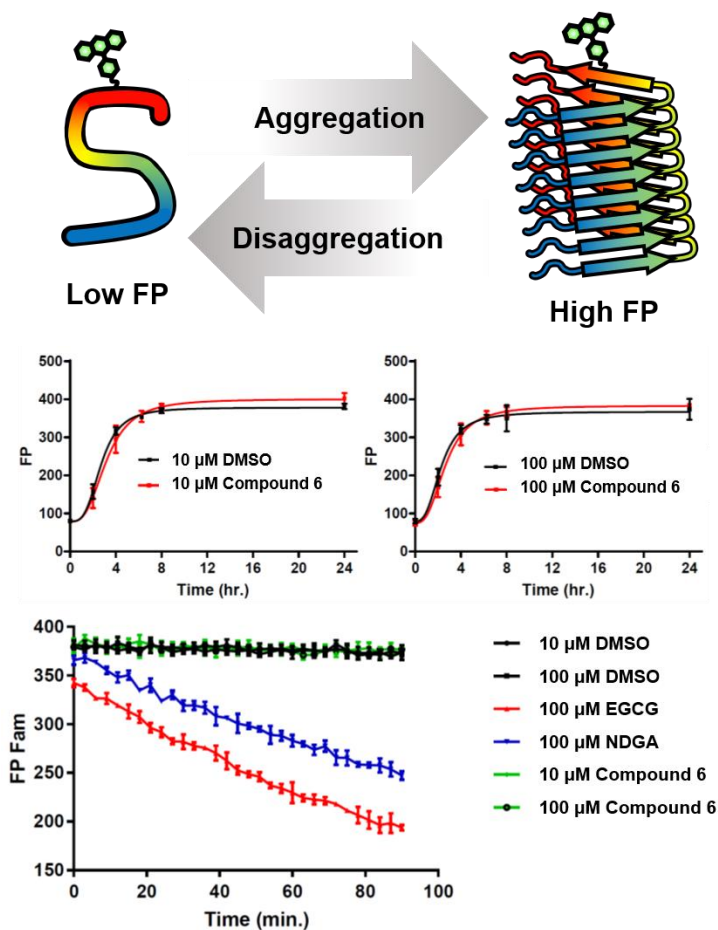 Aggregation
Disaggregation
Low FP
High FP
500
400
300
200
100
0
FP
10 µM DMSO
10 µM Compound 6
0 4 8 12 16 20 24
Time (hr.)
500
400
300
200
100
0
FP
100 µM DMSO
100 µM Compound 6
0 4 8 12 16 20 24
Time (hr.)
400
350
300
250
200
150
FP Fam
0 20 40 60 80 100
Time (min.)
10 µM DMSO
100 µM DMSO
100 µM EGCG
100 µM NDGA
10 µM Compound 6
100 µM Compound 6